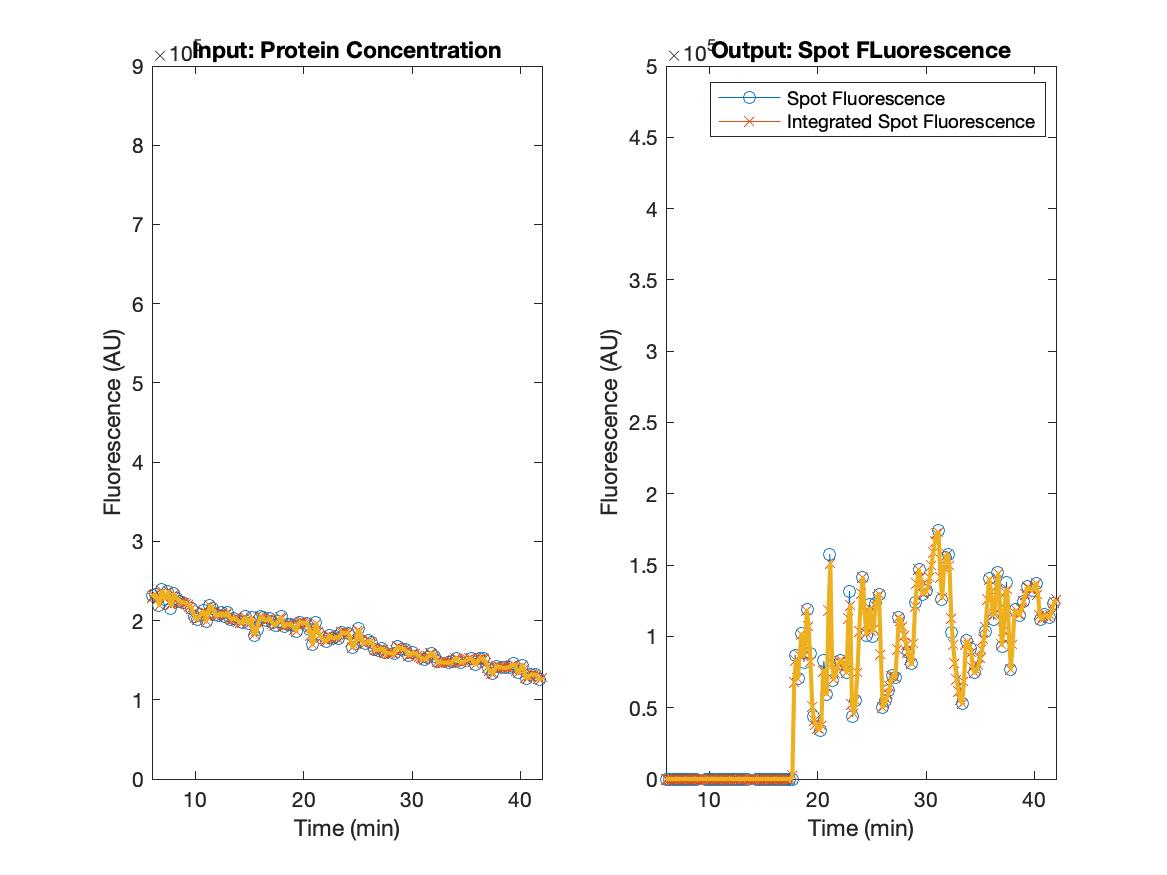 ×10⁵
Input: Protein Concentration
9
8
7
6
5
4
3
2
1
0
Fluorescence (AU)
10 20 30 40
Time (min)
×10⁵
Output: Spot FLuorescence
Spot Fluorescence
Integrated Spot Fluorescence
5
4.5
4
3.5
3
2.5
2
1.5
1
0.5
0
Fluorescence (AU)
10 20 30 40
Time (min)